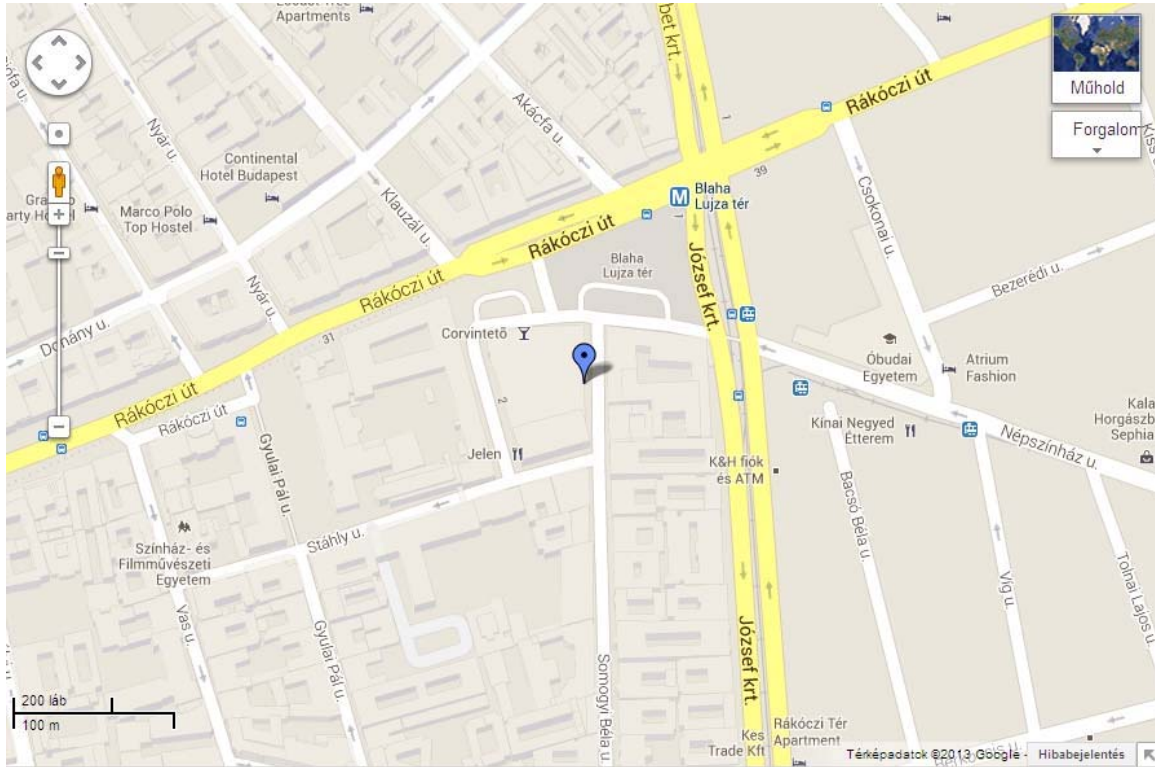 Apartments
bet krt.
Műhold
Forgalom
Rákóczi út
Akácfa u.
Nyár u.
Continental
Hotel Budapest
Klauzál u.
Marco Polo
Top Hostel
M
Blaha
Lujza tér
39
1
1
Csokonai u.
Rákóczi út
Blaha
Lujza tér
József krt.
Bezerédi u.
Nyár u.
Rákóczi út
Dohány u.
31
Corvintető
Óbudai
Egyetem
Atrium
Fashion
Rákóczi út
Rákóczi út
2
Kínai Negyed
Étterem
Népszínház u.
Gyulai Pál u.
Jelen
K&H fiók
és ATM
Bacsó Béla u.
Stáhly u.
Színház- és
Filmművészeti
Egyetem
Vas u.
Gyulai Pál u.
Somogyi Béla u.
József krt.
Víg u.
Tolnai Lajos u.
200 láb
100 m
Kes
Trade Kft
Rákóczi Tér
Apartment
Térképadatok ©2013 Google -
Hibabejelentés